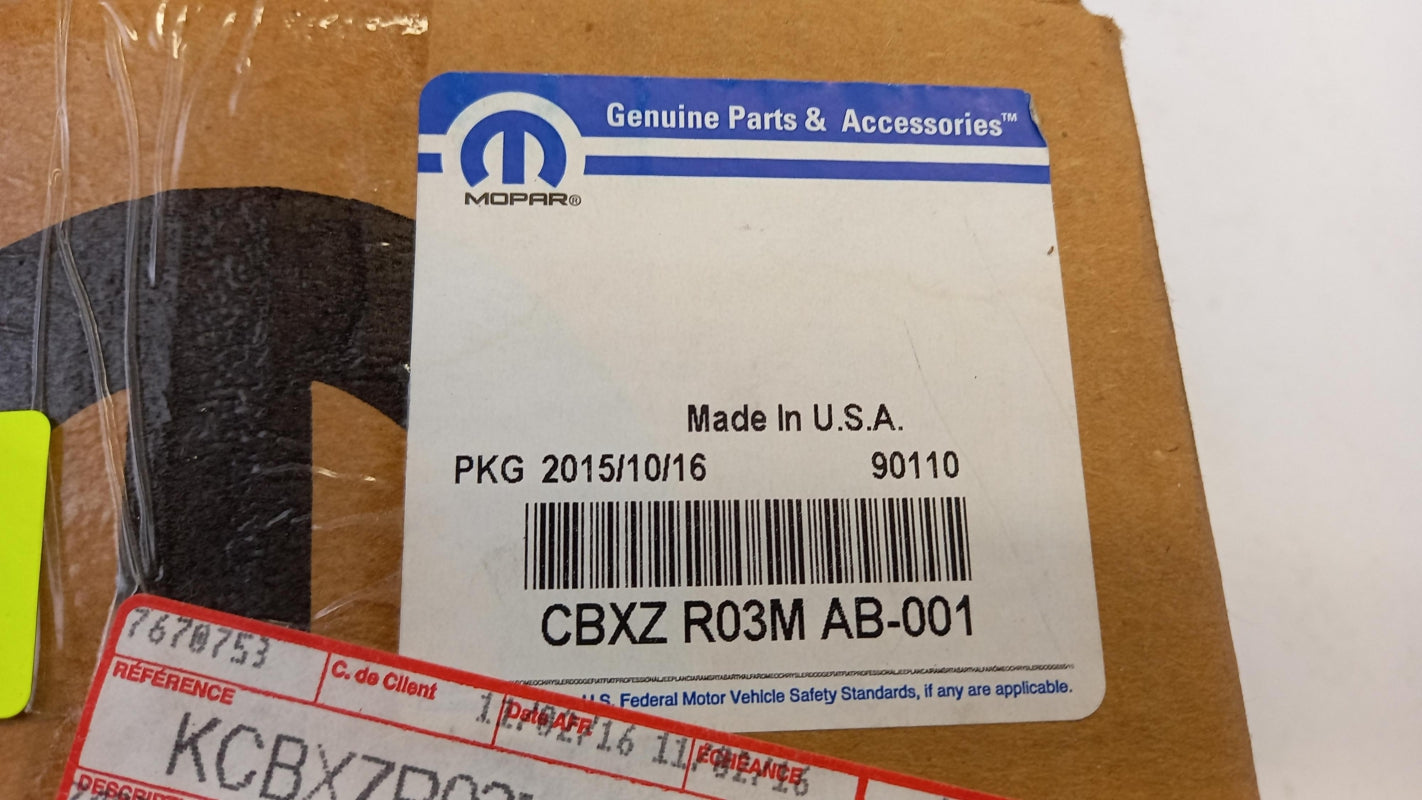 Genuine Parts & Accessories™
MOPAR®
Made In U.S.A.
PKG 2015/10/16 90110
CBXZ R03M AB-001
U.S. Federal Motor Vehicle Safety Standards, if any are applicable.
7670753
RÉFÉRENCE
C. de Client
Date AFF
ÉCHÉANCE